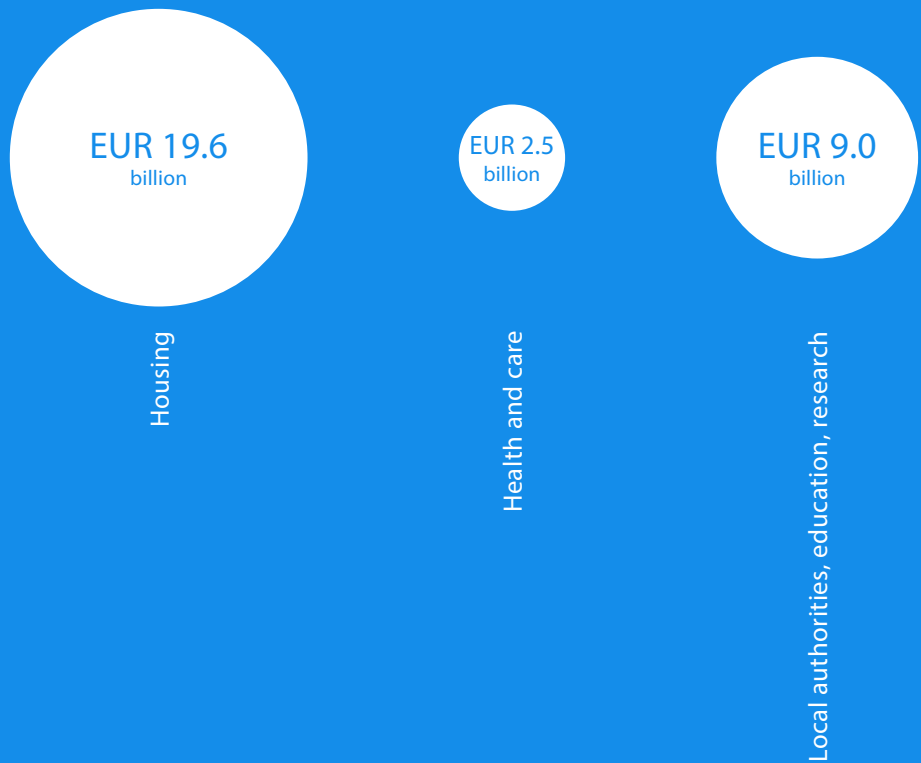 EUR 19.6
billion
EUR 2.5
billion
EUR 9.0
billion
Housing
Health and care
Local authorities, education, research